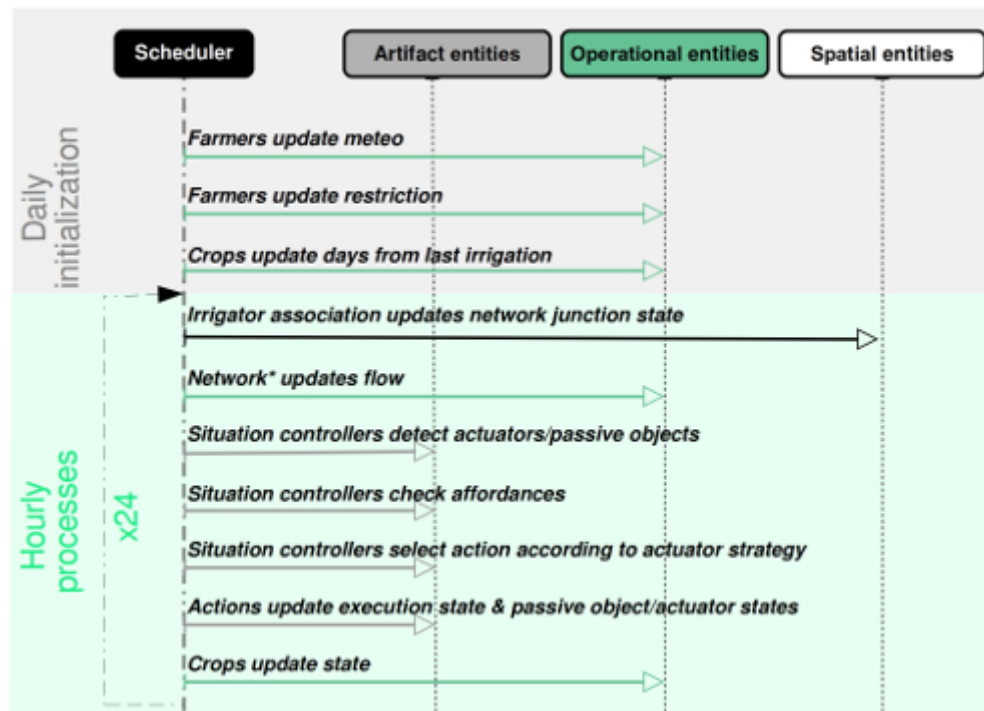 Scheduler
Artifact entities
Operational entities
Spatial entities
Daily
initialization
Farmers update meteo
Farmers update restriction
Crops update days from last irrigation
Hourly
processes
x24
Irrigator association updates network junction state
Network* updates flow
Situation controllers detect actuators/passive objects
Situation controllers check affordances
Situation controllers select action according to actuator strategy
Actions update execution state & passive object/actuator states
Crops update state